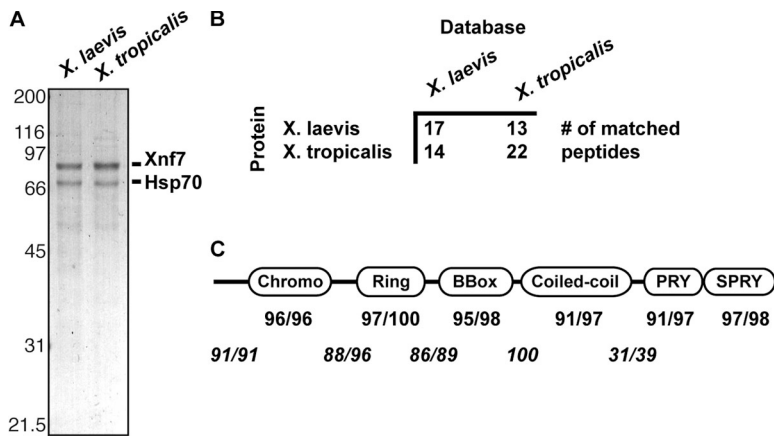 A
X. laevis
X. tropicalis
200
116
97
66
45
31
21.5
Xnf7
Hsp70
B
Database
X. laevis
X. tropicalis
Protein
X. laevis 17 13 # of matched
X. tropicalis 14 22 peptides
C
Chromo Ring BBox Coiled-coil PRY SPRY
96/96 97/100 95/98 91/97 91/97 97/98
91/91 88/96 86/89 100 31/39